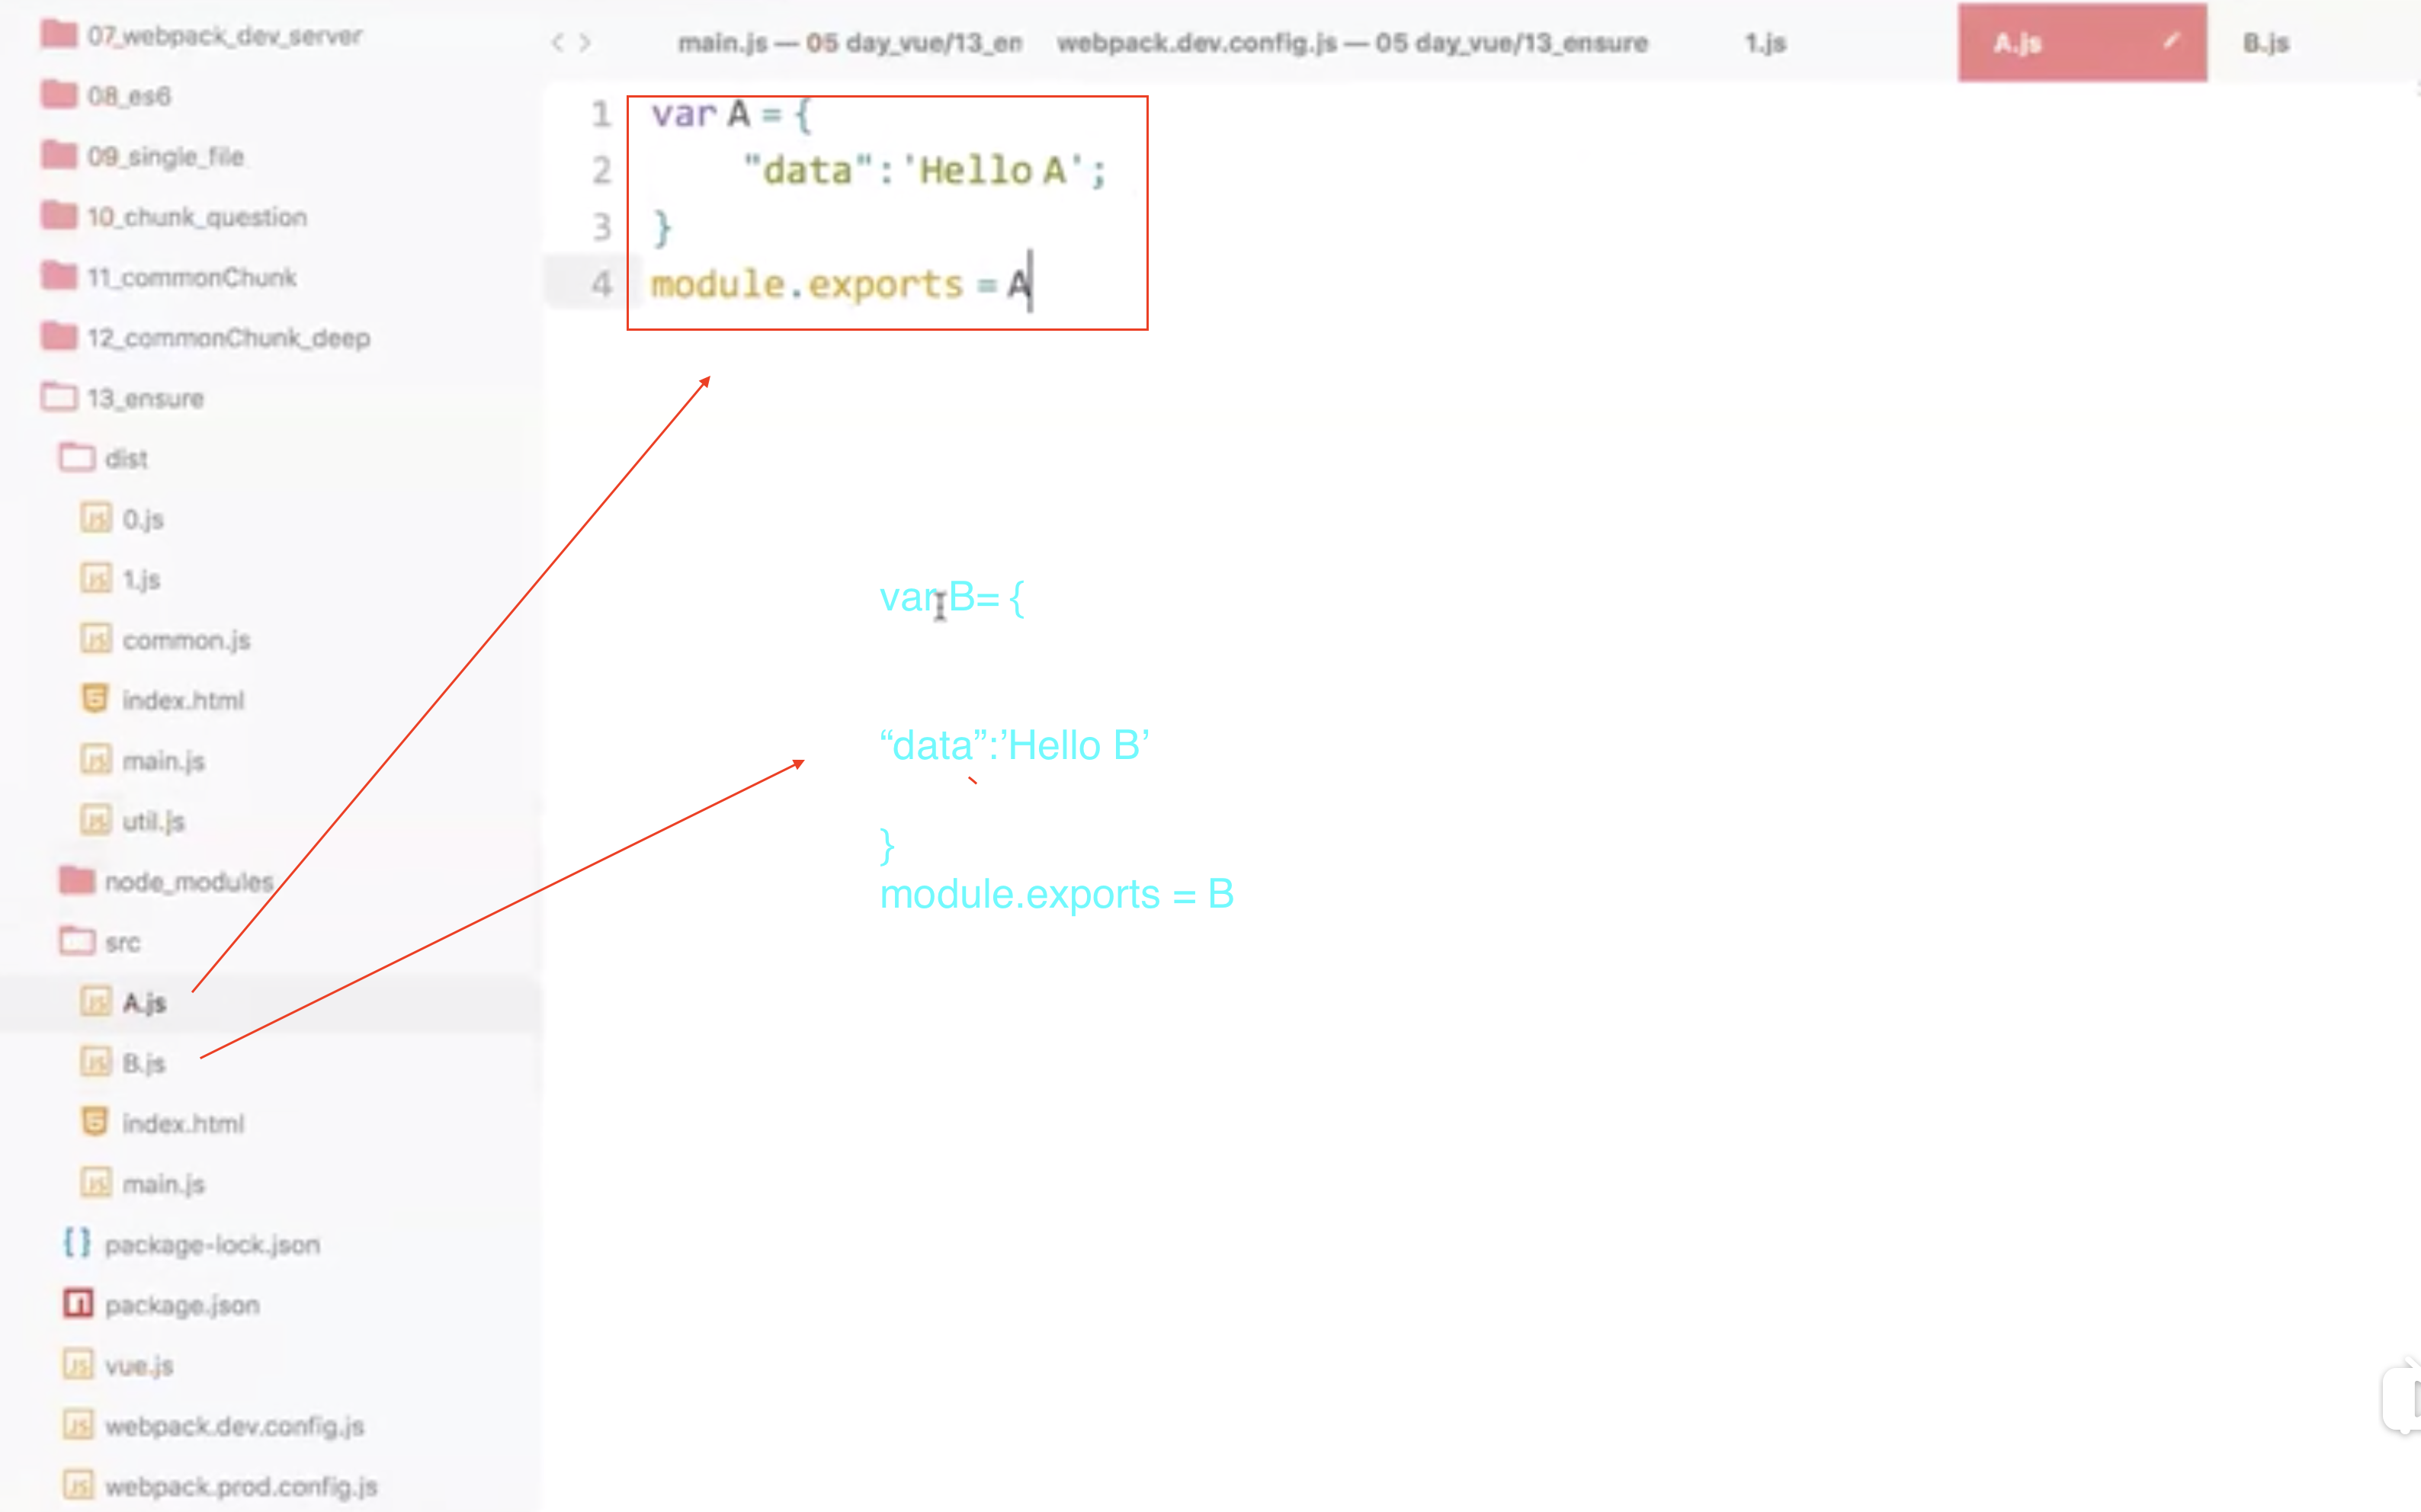 07_webpack_dev_server
08_es6
09_single_file
10_chunk_question
11_commonChunk
12_commonChunk_deep
13_ensure
dist
0.js
1.js
common.js
index.html
main.js
util.js
node_modules
src
A.js
B.js
index.html
main.js
package-lock.json
package.json
vue.js
webpack.dev.config.js
webpack.prod.config.js
main.js — 05 day_vue/13_en
webpack.dev.config.js — 05 day_vue/13_ensure
1.js
A.js
B.js
1 var A = {
2 "data":'Hello A';
3 }
4 module.exports = A
var B= {
“data”:’Hello B’
}
module.exports = B